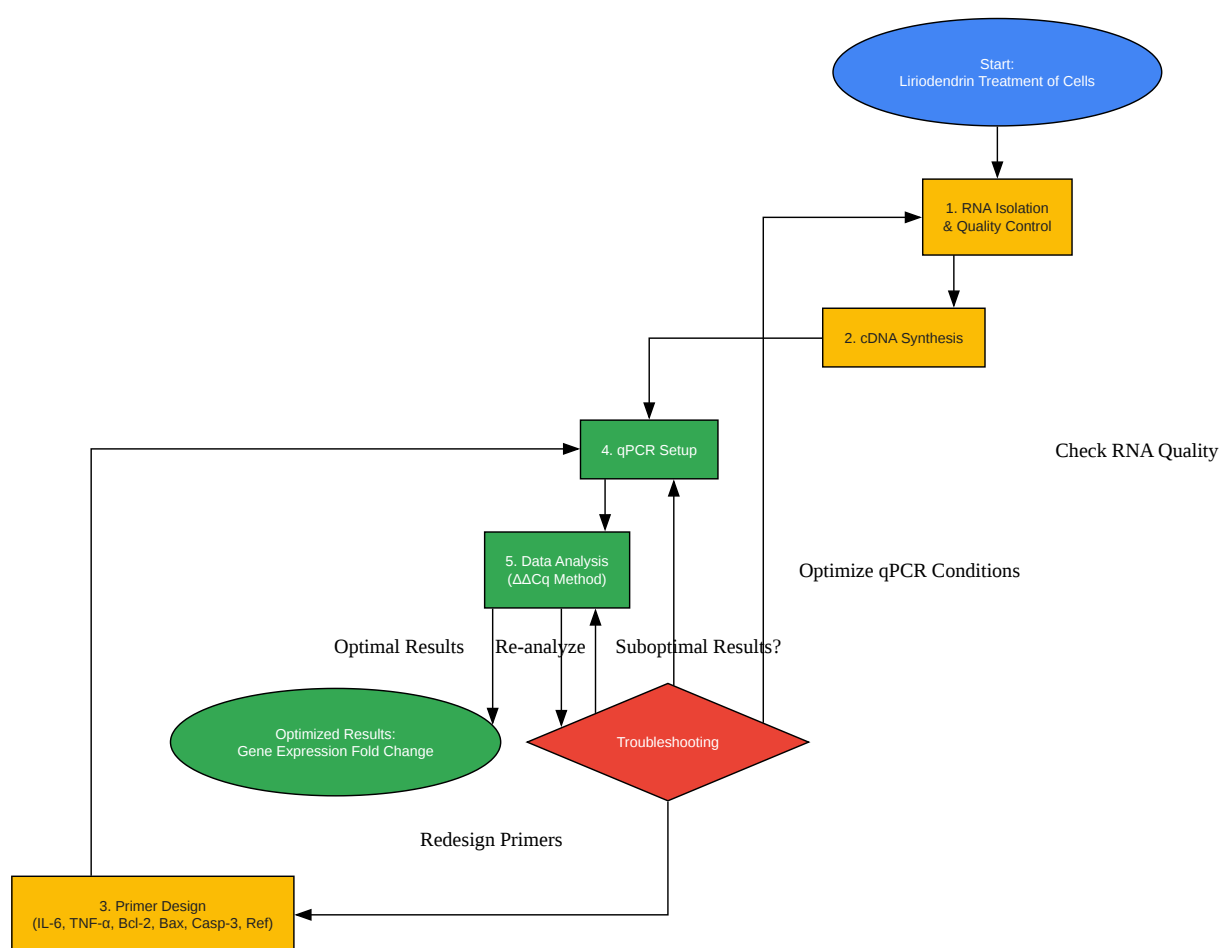 Start:
Liriodendrin Treatment of Cells
1. RNA Isolation
& Quality Control
2. cDNA Synthesis
4. qPCR Setup
Check RNA Quality
5. Data Analysis
(ΔΔCq Method)
Optimize qPCR Conditions
Optimal Results
Re-analyze
Suboptimal Results?
Optimized Results:
Gene Expression Fold Change
Troubleshooting
Redesign Primers
3. Primer Design
(IL-6, TNF-α, Bcl-2, Bax, Casp-3, Ref)